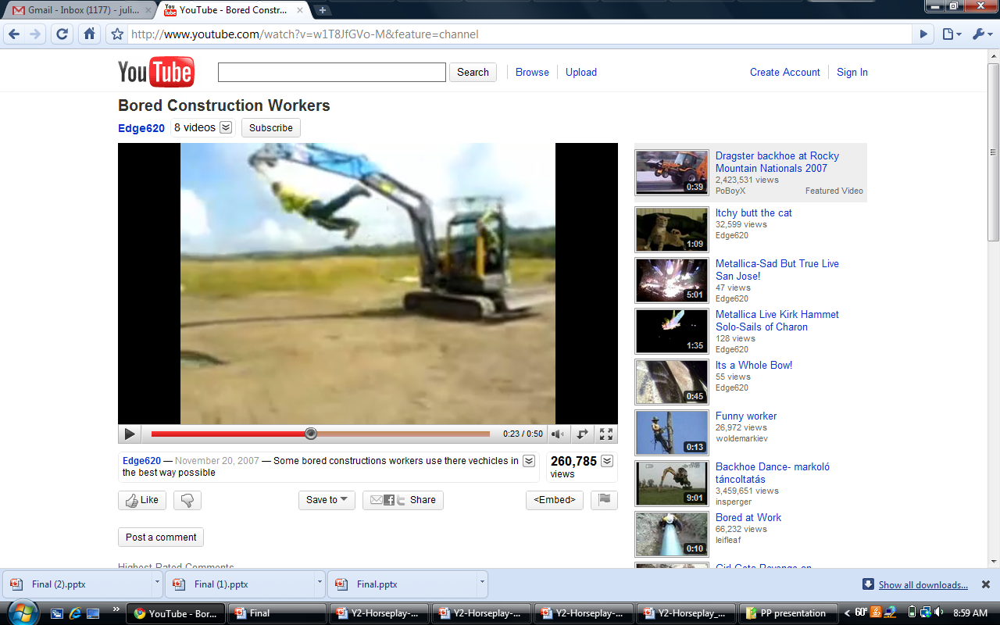 Gmail - Inbox (1177) - juli...
YouTube - Bored Constr...
http://www.youtube.com/watch?v=w1T8JfGVo-M&feature=channel
YouTube
Search
Browse
Upload
Create Account
Sign In
Bored Construction Workers
Edge620
8 videos
Subscribe
0:23 / 0:50
Edge620 — November 20, 2007 — Some bored constructions workers use there vechicles in
the best way possible
260,785
views
Like
Save to
Share
<Embed>
Post a comment
Highest Rated Comments
0:39
Dragster backhoe at Rocky
Mountain Nationals 2007
2,423,531 views
PoBoyX
Featured Video
1:09
Itchy butt the cat
32,599 views
Edge620
5:01
Metallica-Sad But True Live
San Jose!
47 views
Edge620
1:35
Metallica Live Kirk Hammet
Solo-Sails of Charon
128 views
Edge620
0:45
Its a Whole Bow!
55 views
Edge620
0:13
Funny worker
26,972 views
woldemarkiev
9:01
Backhoe Dance- markoló
táncoltatás
3,459,651 views
insperger
0:10
Bored at Work
66,232 views
leifleaf
Girl Gets Revenge on
Final (2).pptx
Final (1).pptx
Final.pptx
Show all downloads...
YouTube - Bor...
Final
Y2-Horseplay-...
Y2-Horseplay-...
Y2-Horseplay-...
Y2-Horseplay_...
PP presentation
60°
8:59 AM